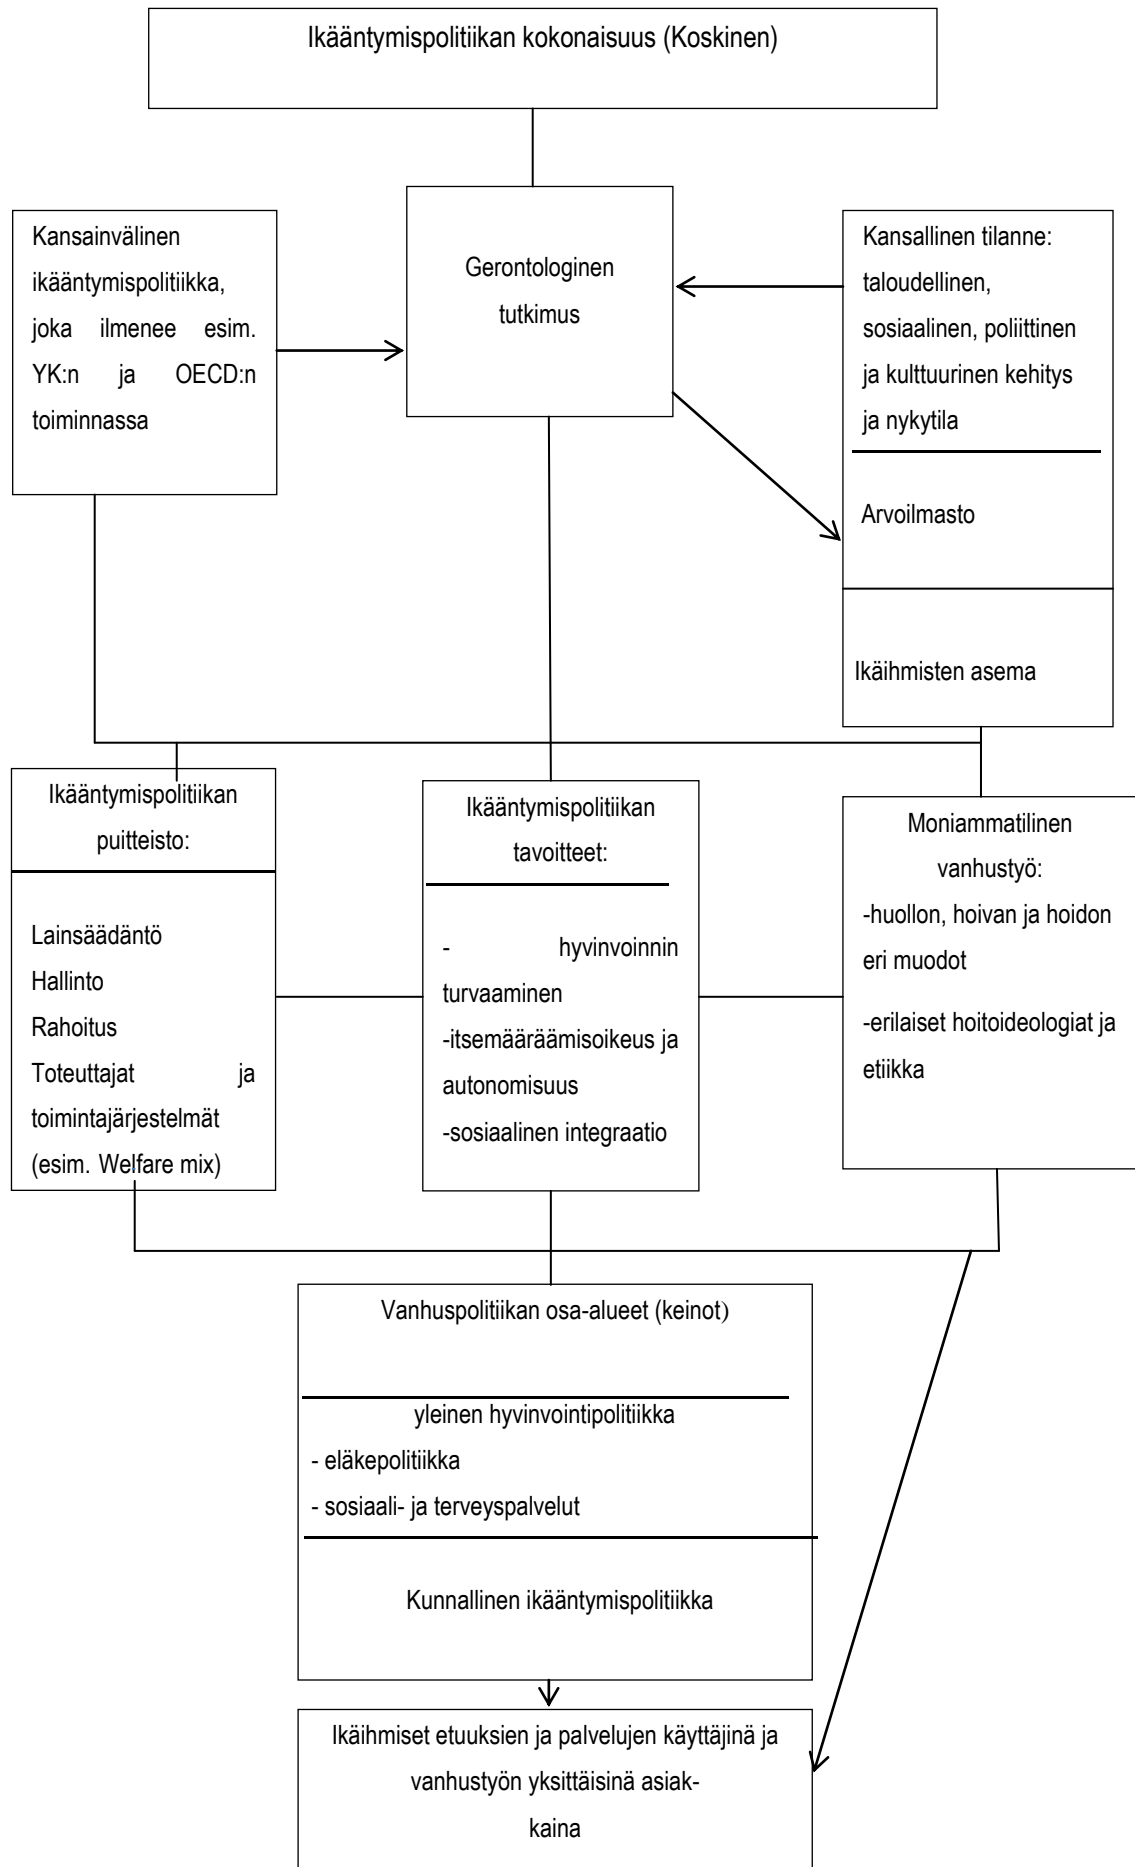 Ikääntymispolitiikan kokonaisuus (Koskinen)
Kansainvälinen
ikääntymispolitiikka,
joka ilmenee esim.
YK:n ja OECD:n
toiminnassa
Gerontologinen
tutkimus
Kansallinen tilanne:
taloudellinen,
sosiaalinen, poliittinen
ja kulttuurinen kehitys
ja nykytila
Arvoilmasto
Ikäihmisten asema
Ikääntymispolitiikan
puitteisto:
Lainsäädäntö
Hallinto
Rahoitus
Toteuttajat ja
toimintajärjestelmät
(esim. Welfare mix)
Ikääntymispolitiikan
tavoitteet:
- hyvinvoinnin
turvaaminen
-itsemääräämisoikeus ja
autonomisuus
-sosiaalinen integraatio
Moniammatilinen
vanhustyö:
-huollon, hoivan ja hoidon
eri muodot
-erilaiset hoitoideologiat ja
etiikka
Vanhuspolitiikan osa-alueet (keinot)
yleinen hyvinvointipolitiikka
- eläkepolitiikka
- sosiaali- ja terveyspalvelut
Kunnallinen ikääntymispolitiikka
Ikäihmiset etuuksien ja palvelujen käyttäjinä ja
vanhustyön yksittäisinä asiak-
kaina